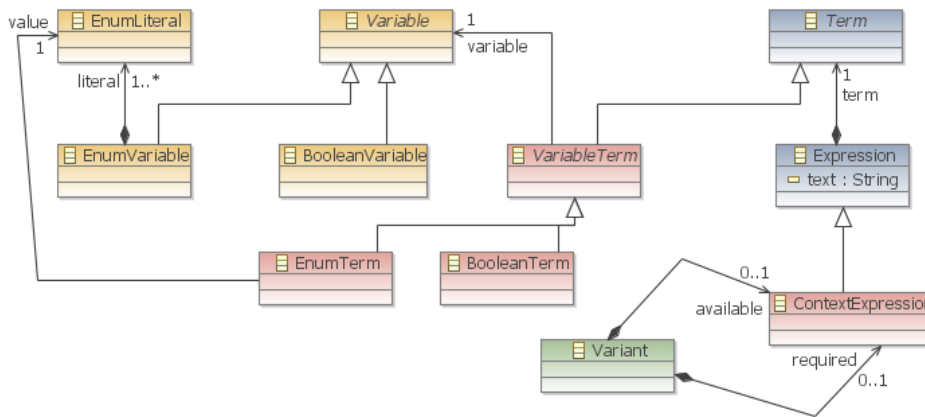 value
EnumLiteral
Variable
Term
1
1
variable
1
term
literal
1..*
EnumVariable
BooleanVariable
VariableTerm
Expression
text : String
EnumTerm
BooleanTerm
0..1
available
ContextExpression
Variant
required
0..1